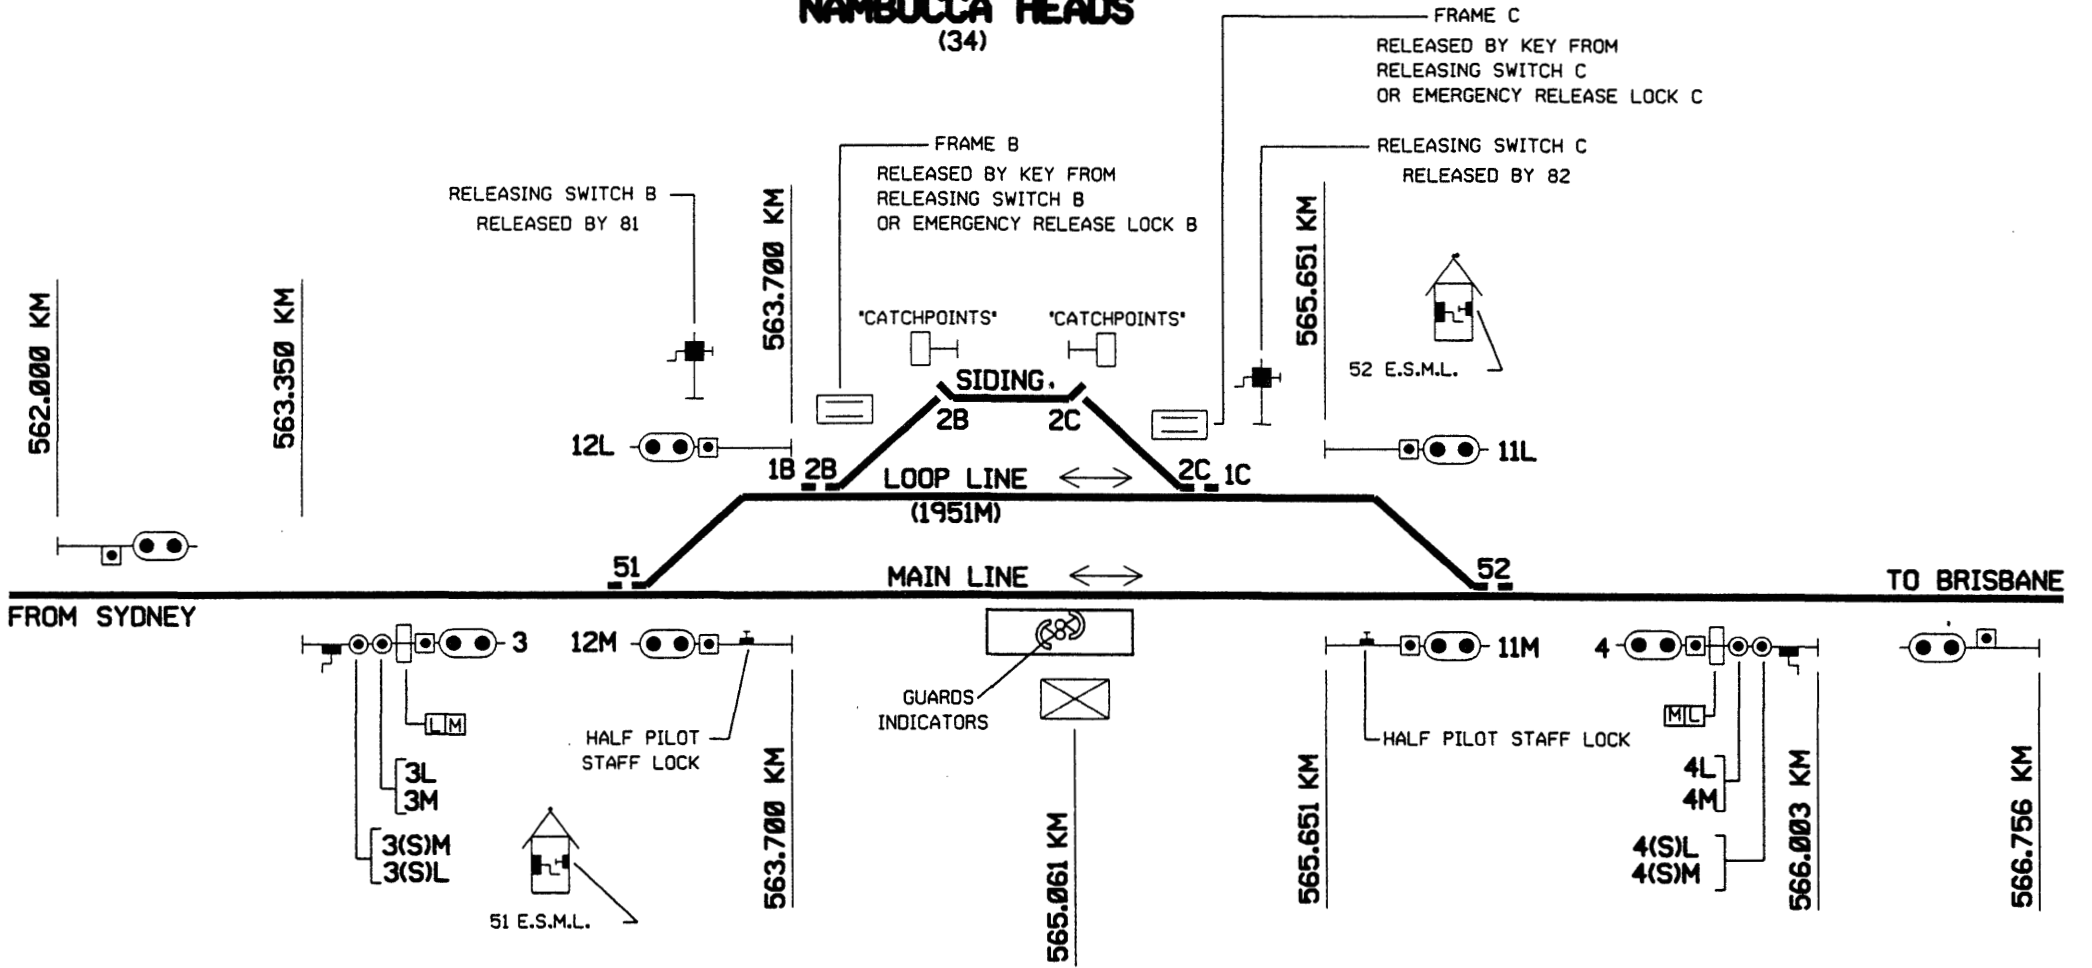 NAMBUCCA HEADS
(34)
FRAME C
RELEASED BY KEY FROM
RELEASING SWITCH C
OR EMERGENCY RELEASE LOCK C
FRAME B
RELEASED BY KEY FROM
RELEASING SWITCH B
OR EMERGENCY RELEASE LOCK B
RELEASING SWITCH C
RELEASED BY 82
RELEASING SWITCH B
RELEASED BY 81
562.000 KM
563.350 KM
563.700 KM
565.651 KM
"CATCHPOINTS"
"CATCHPOINTS"
52 E.S.M.L.
SIDING.
2B
2C
12L
11L
1B 2B
LOOP LINE
2C 1C
(1951M)
51
MAIN LINE
52
TO BRISBANE
FROM SYDNEY
3
12M
11M
4
GUARDS
INDICATORS
L M
M L
HALF PILOT
STAFF LOCK
HALF PILOT STAFF LOCK
3L
3M
4L
4M
3(S)M
3(S)L
4(S)L
4(S)M
51 E.S.M.L.
563.700 KM
565.061 KM
565.651 KM
566.003 KM
566.756 KM